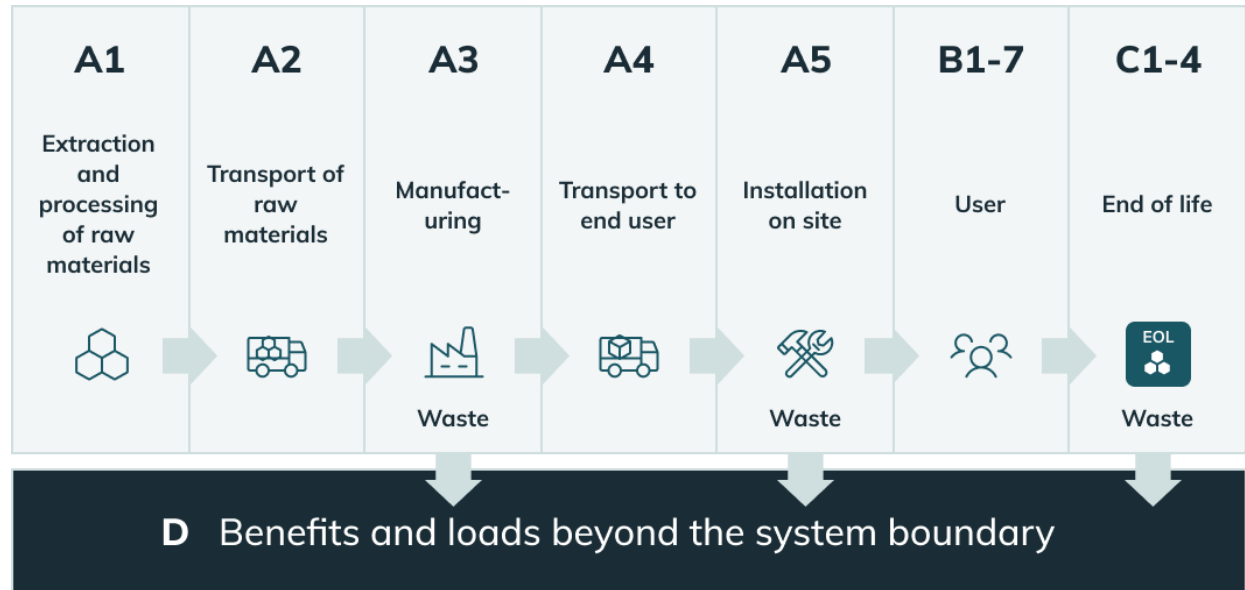 A1
Extraction
and
processing
of raw
materials
A2
Transport of
raw
materials
A3
Manufact-
uring
Waste
A4
Transport to
end user
A5
Installation
on site
Waste
B1-7
User
C1-4
End of life
EOL
Waste
D Benefits and loads beyond the system boundary